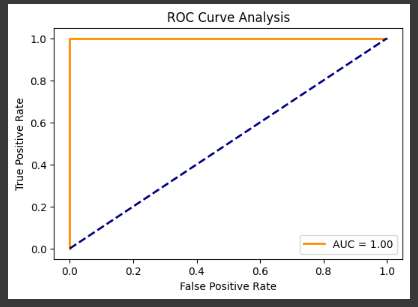 ROC Curve Analysis
1.0
0.8
0.6
0.4
0.2
0.0
True Positive Rate
AUC = 1.00
0.0 0.2 0.4 0.6 0.8 1.0
False Positive Rate